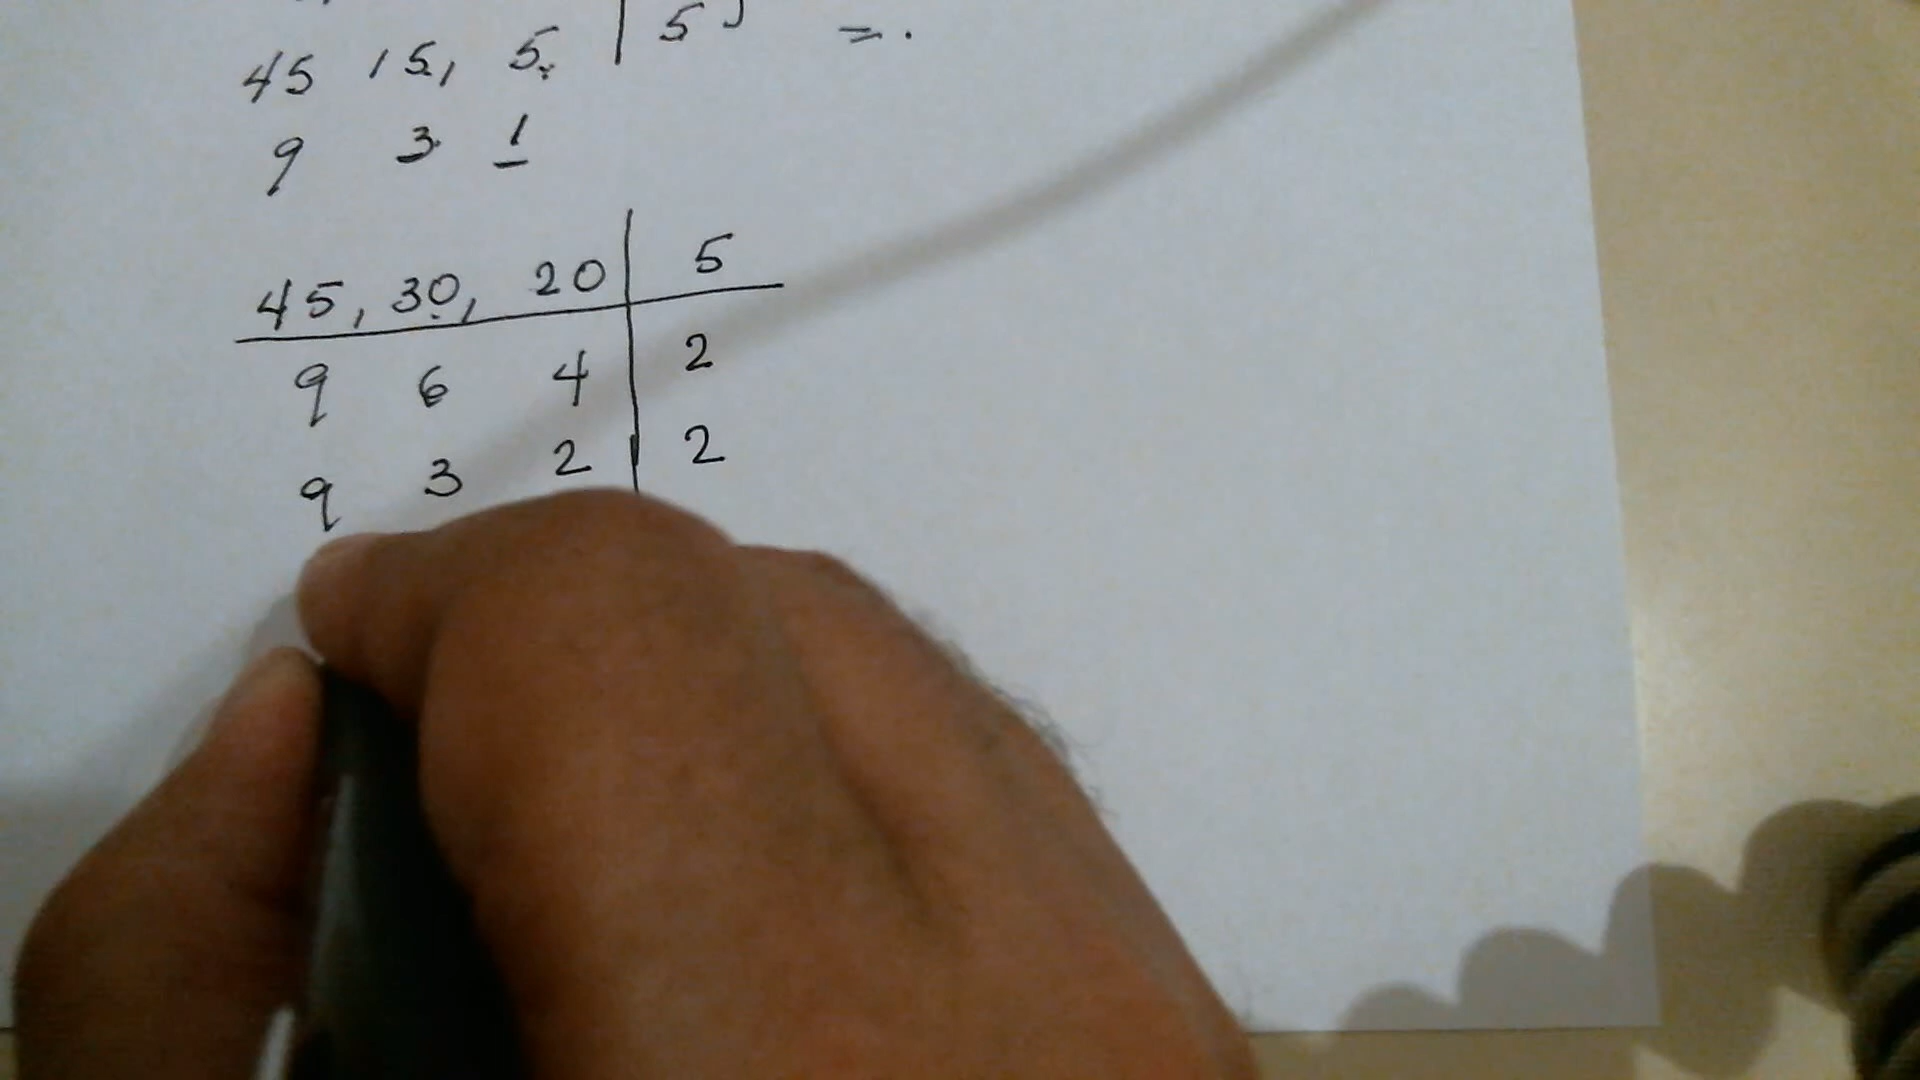 45 15, 5. | 5 = .
9 3 1
45, 30, 20 | 5
9 6 4 | 2
9 3 2 | 2